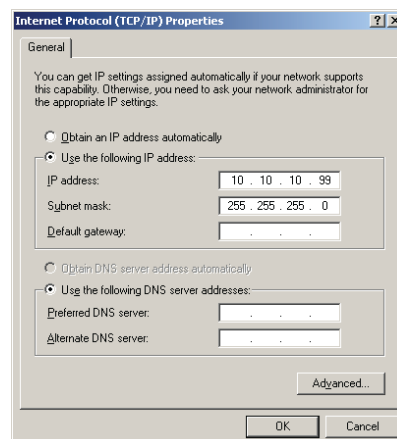 Internet Protocol (TCP/IP) Properties ? x
General
You can get IP settings assigned automatically if your network supports
this capability. Otherwise, you need to ask your network administrator for
the appropriate IP settings.
Obtain an IP address automatically
Use the following IP address:
IP address: 10 . 10 . 10 . 99
Subnet mask: 255 . 255 . 255 . 0
Default gateway: . . .
Obtain DNS server address automatically
Use the following DNS server addresses:
Preferred DNS server: . . .
Alternate DNS server: . . .
Advanced...
OK Cancel